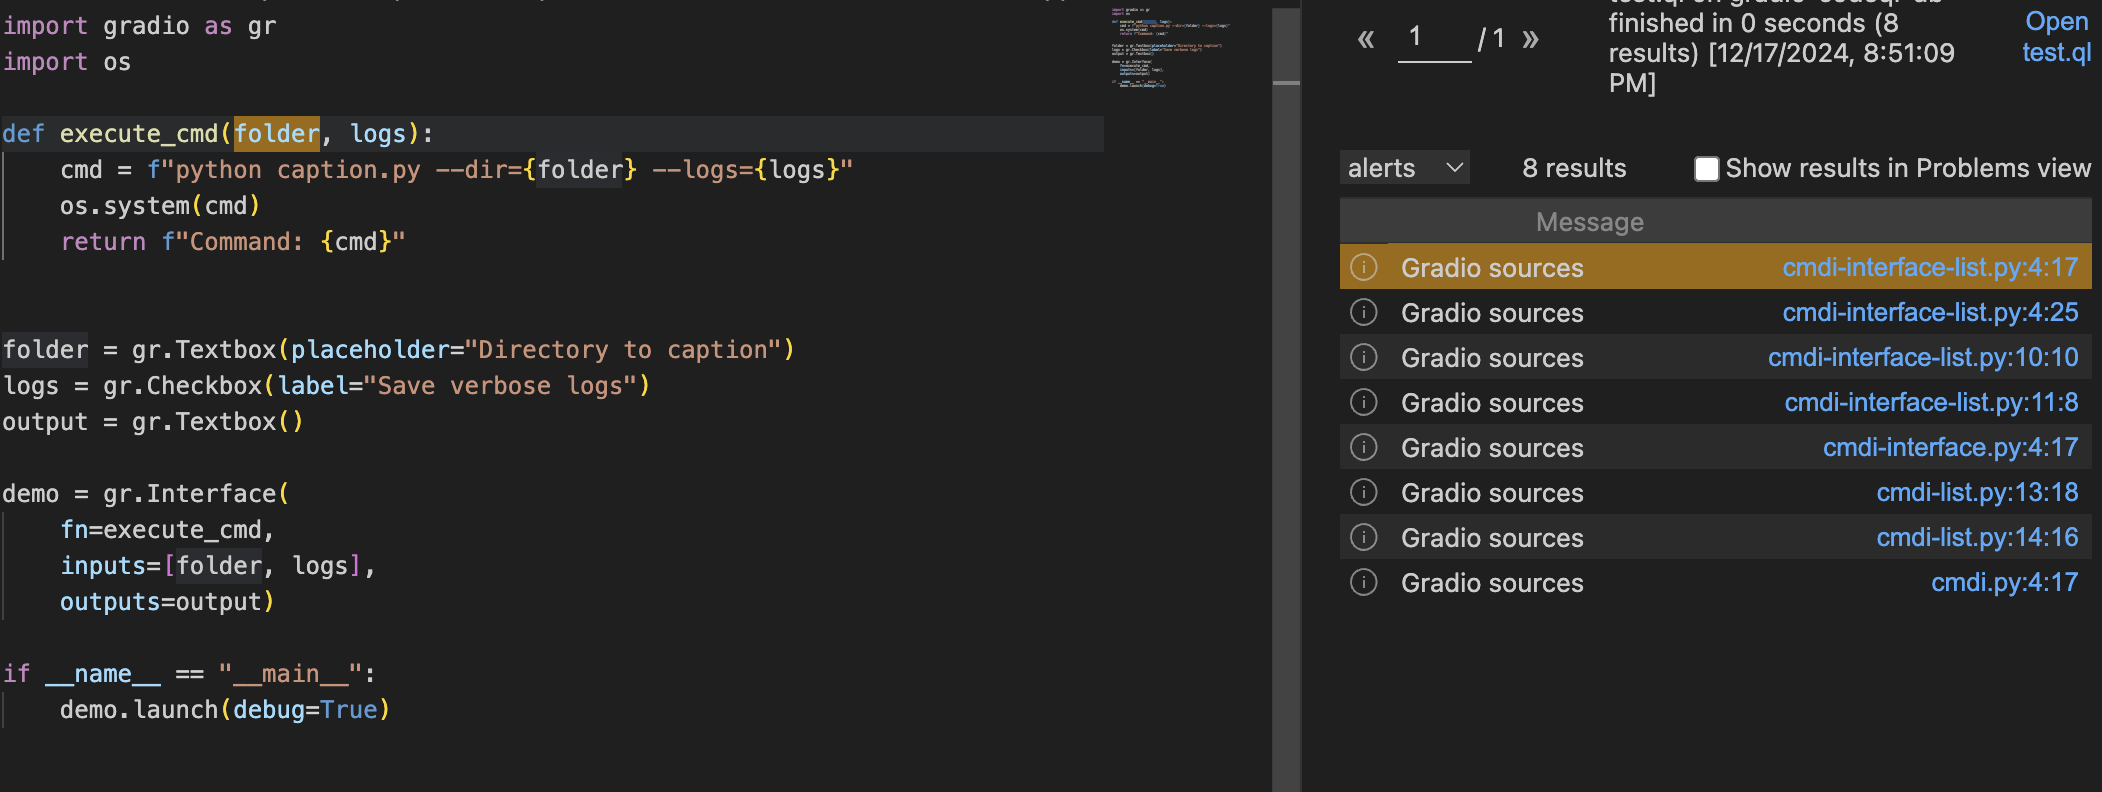 import gradio as gr
import os
def execute_cmd(folder, logs):
    cmd = f"python caption.py --dir={folder} --logs={logs}"
    os.system(cmd)
    return f"Command: {cmd}"
folder = gr.Textbox(placeholder="Directory to caption")
logs = gr.Checkbox(label="Save verbose logs")
output = gr.Textbox()
demo = gr.Interface(
    fn=execute_cmd,
    inputs=[folder, logs],
    outputs=output)
if __name__ == "__main__":
    demo.launch(debug=True)
« 1 / 1 »
finished in 0 seconds (8
results) [12/17/2024, 8:51:09
PM]
Open
test.ql
alerts 8 results Show results in Problems view
Message
Gradio sources cmdi-interface-list.py:4:17
Gradio sources cmdi-interface-list.py:4:25
Gradio sources cmdi-interface-list.py:10:10
Gradio sources cmdi-interface-list.py:11:8
Gradio sources cmdi-interface.py:4:17
Gradio sources cmdi-list.py:13:18
Gradio sources cmdi-list.py:14:16
Gradio sources cmdi.py:4:17